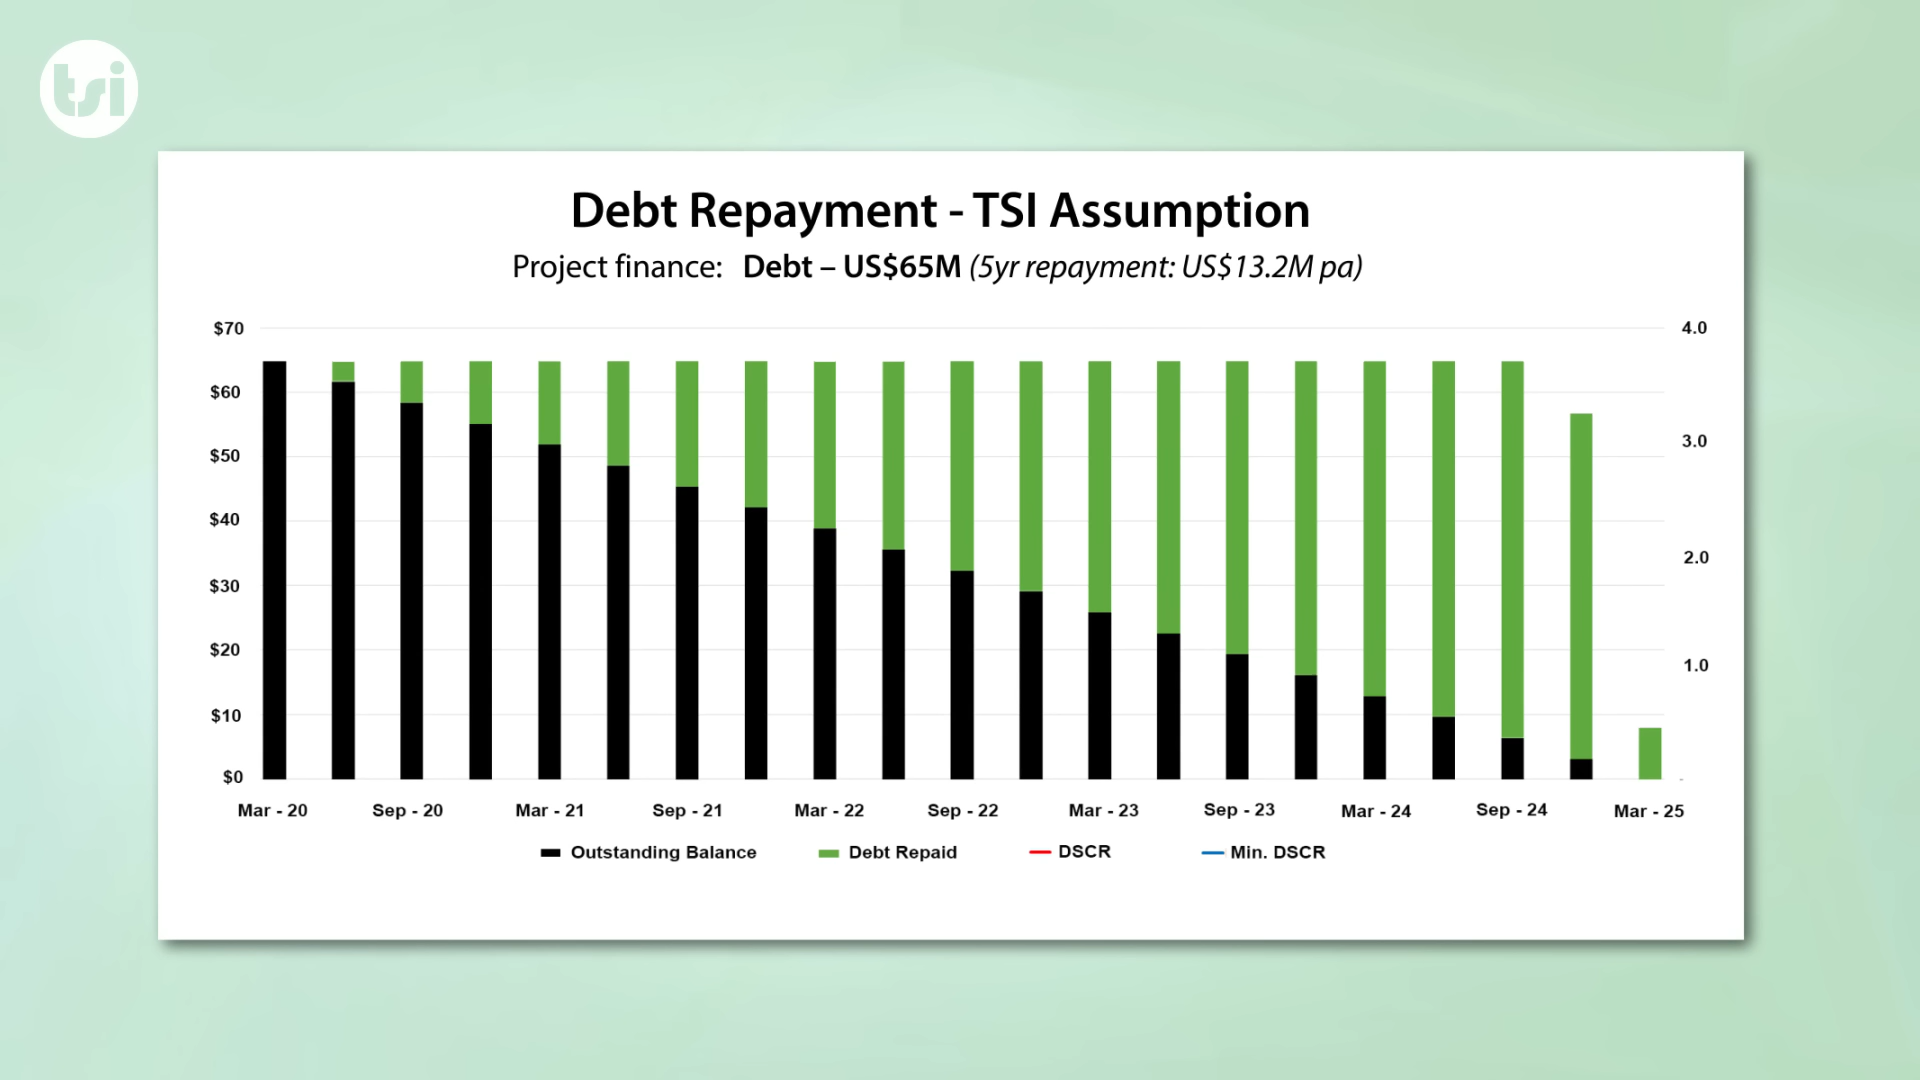 tsi
Debt Repayment - TSI Assumption
Project finance: Debt – US$65M (5yr repayment: US$13.2M pa)
$70
$60
$50
$40
$30
$20
$10
$0
4.0
3.0
2.0
1.0
-
Mar - 20 Sep - 20 Mar - 21 Sep - 21 Mar - 22 Sep - 22 Mar - 23 Sep - 23 Mar - 24 Sep - 24 Mar - 25
Outstanding Balance Debt Repaid DSCR Min. DSCR